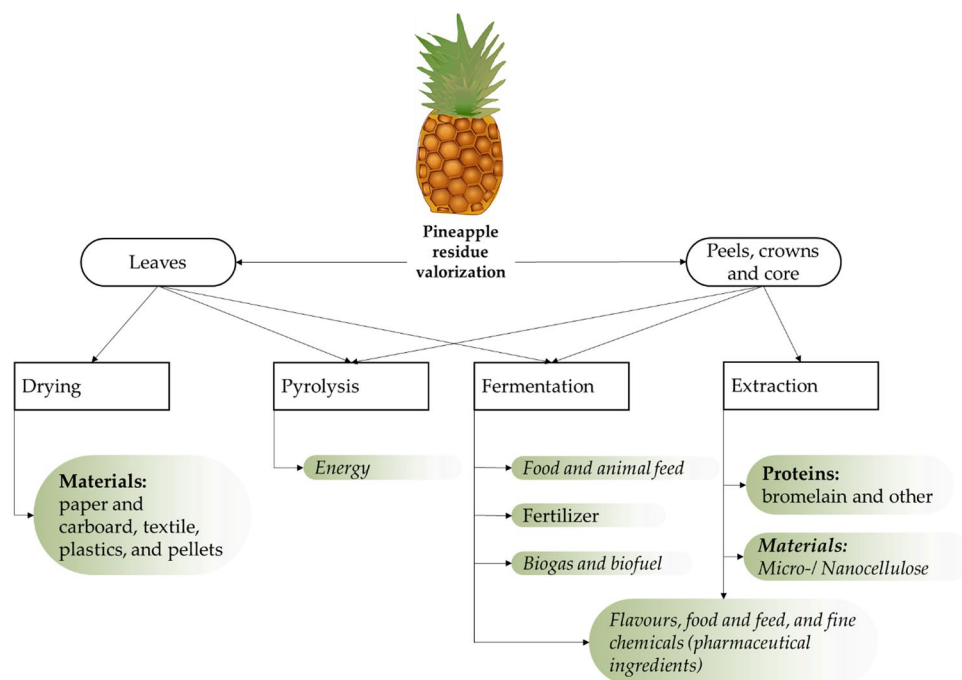 Pineapple
residue
valorization
Leaves
Peels, crowns
and core
Drying
Pyrolysis
Fermentation
Extraction
Materials:
paper and
carboard, textile,
plastics, and pellets
Energy
Food and animal feed
Fertilizer
Biogas and biofuel
Proteins:
bromelain and other
Materials:
Micro-/ Nanocellulose
Flavours, food and feed, and fine
chemicals (pharmaceutical
ingredients)